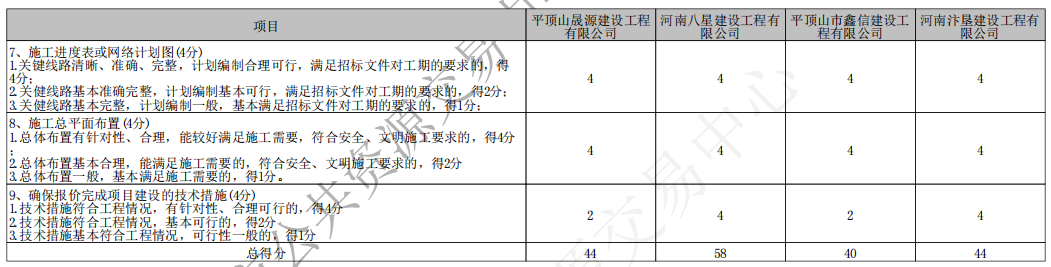 项目
平顶山晟源建设工程有限公司
河南八星建设工程有限公司
平顶山市鑫信建设工程有限公司
河南汴垦建设工程有限公司
7、施工进度表或网络计划图(4分)
1.关键线路清晰、准确、完整，计划编制合理可行，满足招标文件对工期的要求的，得
4分；
2.关键线路基本准确完整，计划编制基本可行，满足招标文件对工期的要求的，得2分；
3.关健线路基本完整，计划编制一般，基本满足招标文件对工期的要求的，得1分；
4 4 4 4
8、施工总平面布置(4分)
1.总体布置有针对性、合理，能较好满足施工需要，符合安全、文明施工要求的，得4分
；
2.总体布置基本合理，能满足施工需要的，符合安全、文明施工要求的，得2分
3.总体布置一般，基本满足施工需要的，得1分。
4 4 4 4
9、确保报价完成项目建设的技术措施(4分)
1.技术措施符合工程情况，有针对性、合理可行的，得4分
2.技术措施符合工程情况，基本可行的，得2分
3.技术措施基本符合工程情况，可行性一般的，得1分
2 4 2 4
总得分 44 58 40 44
公共资源交易中
源交易中心